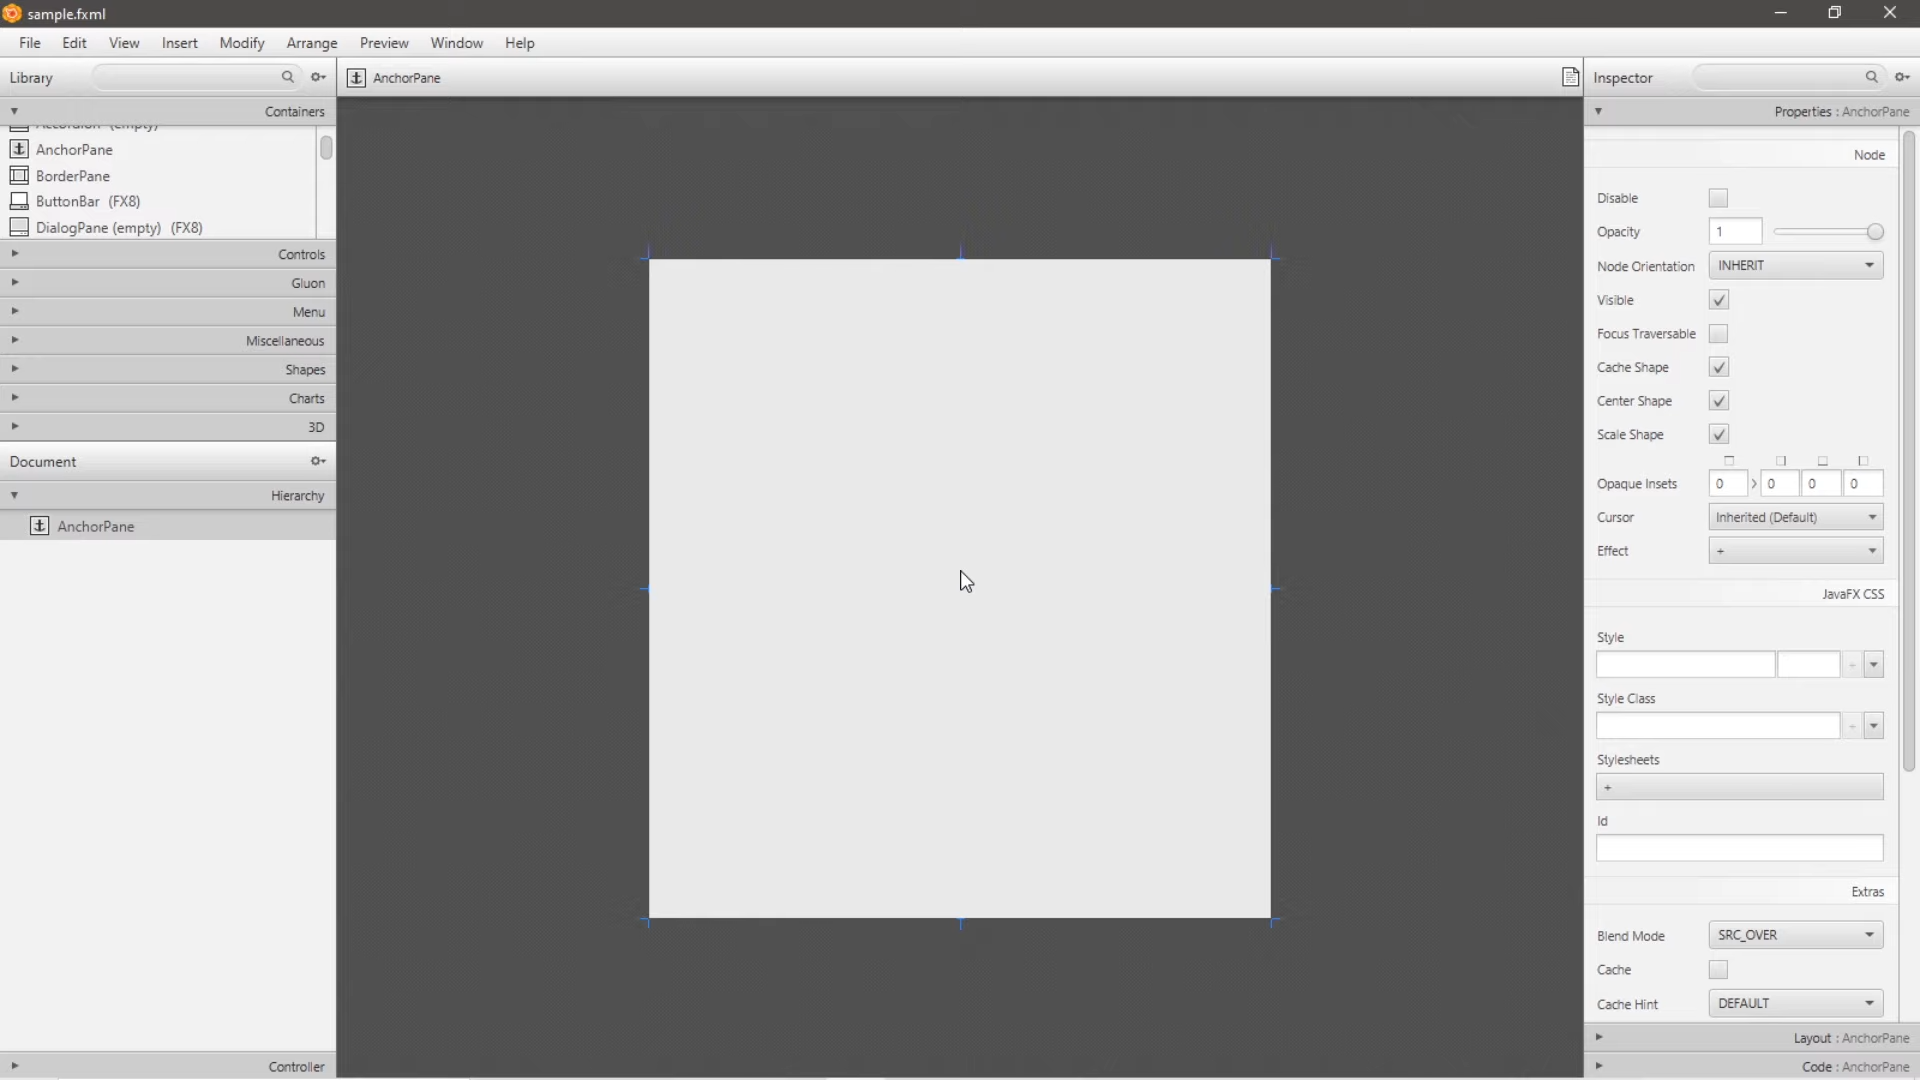 sample.fxml
File Edit View Insert Modify Arrange Preview Window Help
Library
AnchorPane
Inspector
Containers
Accordion (empty)
AnchorPane
BorderPane
ButtonBar (FX8)
DialogPane (empty) (FX8)
Controls
Gluon
Menu
Miscellaneous
Shapes
Charts
3D
Document
Hierarchy
AnchorPane
Controller
Properties : AnchorPane
Node
Disable
Opacity 1
Node Orientation INHERIT
Visible
Focus Traversable
Cache Shape
Center Shape
Scale Shape
Opaque Insets 0 0 0 0
Cursor Inherited (Default)
Effect +
JavaFX CSS
Style
Style Class
Stylesheets
+
Id
Extras
Blend Mode SRC_OVER
Cache
Cache Hint DEFAULT
Layout : AnchorPane
Code : AnchorPane